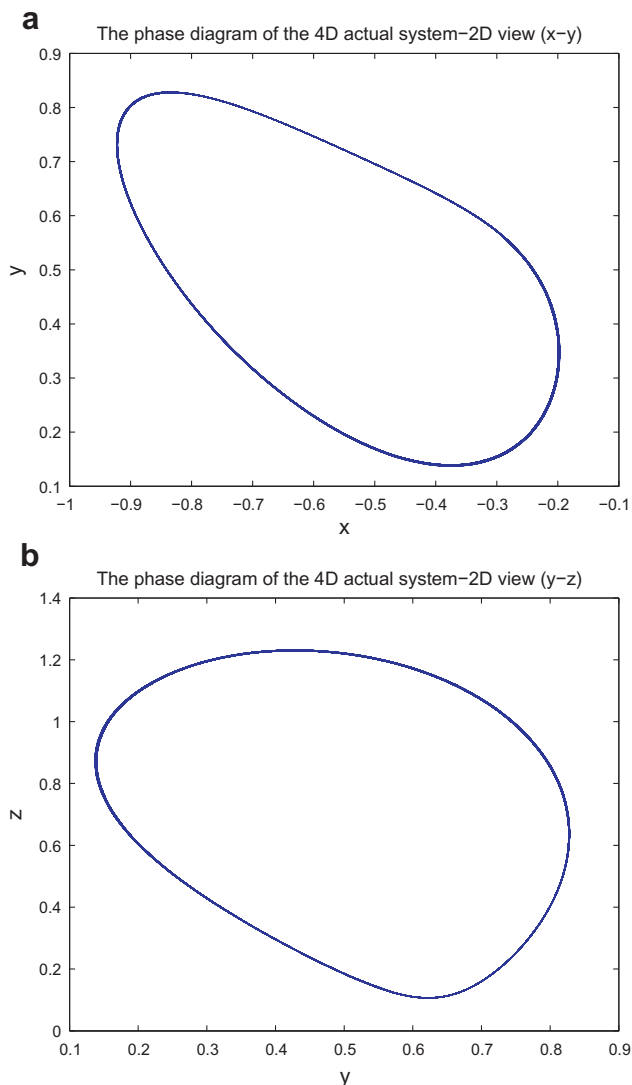 a
The phase diagram of the 4D actual system−2D view (x−y)
0.9
0.8
0.7
0.6
0.5
0.4
0.3
0.2
0.1
y
−1 −0.9 −0.8 −0.7 −0.6 −0.5 −0.4 −0.3 −0.2 −0.1
x
b
The phase diagram of the 4D actual system−2D view (y−z)
1.4
1.2
1
0.8
0.6
0.4
0.2
0
z
0.1 0.2 0.3 0.4 0.5 0.6 0.7 0.8 0.9
y